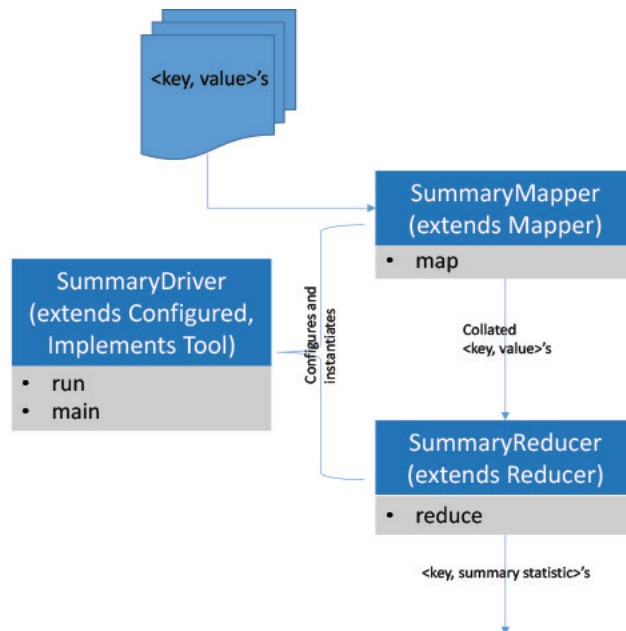 <key, value>'s
SummaryMapper
(extends Mapper)
• map
SummaryDriver
(extends Configured,
Implements Tool)
• run
• main
Configures and
instantiates
Collated
<key, value>'s
SummaryReducer
(extends Reducer)
• reduce
<key, summary statistic>'s